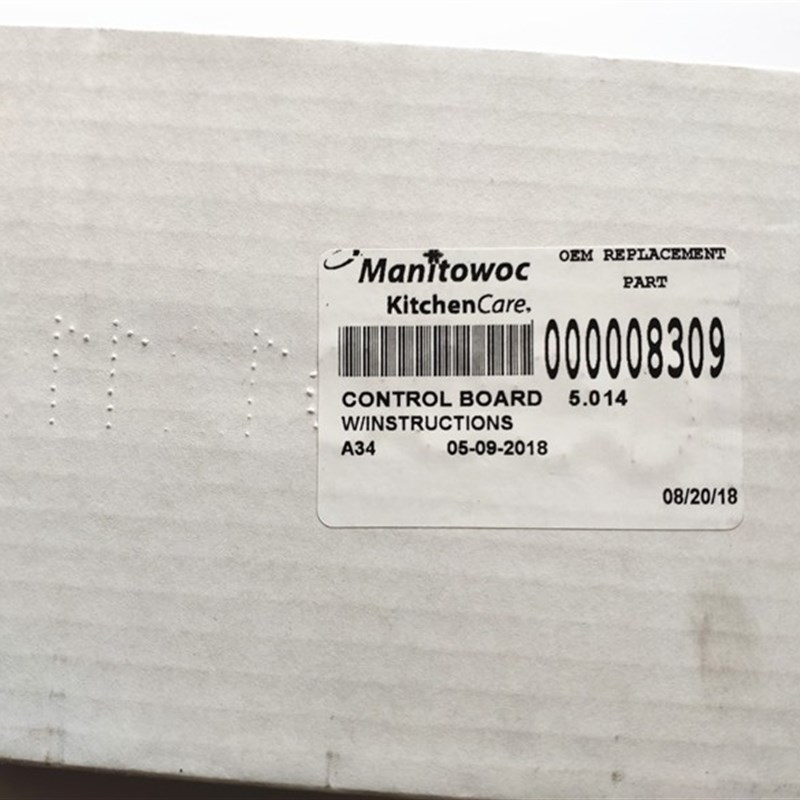 Manitowoc
KitchenCare.
OEM REPLACEMENT
PART
000008309
CONTROL BOARD 5.014
W/INSTRUCTIONS
A34 05-09-2018
08/20/18